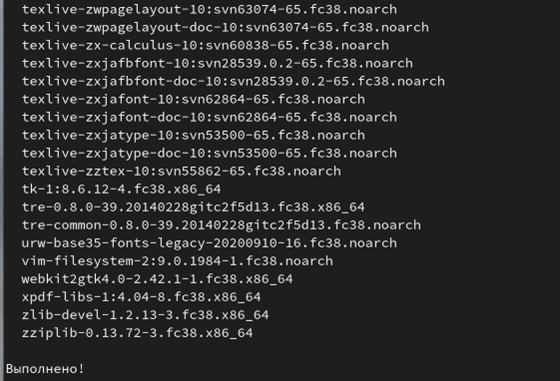 texlive-zwpagelayout-10:svn63074-65.fc38.noarch
texlive-zwpagelayout-doc-10:svn63074-65.fc38.noarch
texlive-zx-calculus-10:svn60838-65.fc38.noarch
texlive-zxjafbfont-10:svn28539.0.2-65.fc38.noarch
texlive-zxjafbfont-doc-10:svn28539.0.2-65.fc38.noarch
texlive-zxjafont-10:svn62864-65.fc38.noarch
texlive-zxjafont-doc-10:svn62864-65.fc38.noarch
texlive-zxjatype-10:svn53500-65.fc38.noarch
texlive-zxjatype-doc-10:svn53500-65.fc38.noarch
texlive-zztex-10:svn55862-65.fc38.noarch
tk-1:8.6.12-4.fc38.x86_64
tre-0.8.0-39.20140228gitc2f5d13.fc38.x86_64
tre-common-0.8.0-39.20140228gitc2f5d13.fc38.noarch
urw-base35-fonts-legacy-20200910-16.fc38.noarch
vim-filesystem-2:9.0.1984-1.fc38.noarch
webkit2gtk4.0-2.42.1-1.fc38.x86_64
xpdf-libs-1:4.04-8.fc38.x86_64
zlib-devel-1.2.13-3.fc38.x86_64
zziplib-0.13.72-3.fc38.x86_64
Выполнено!